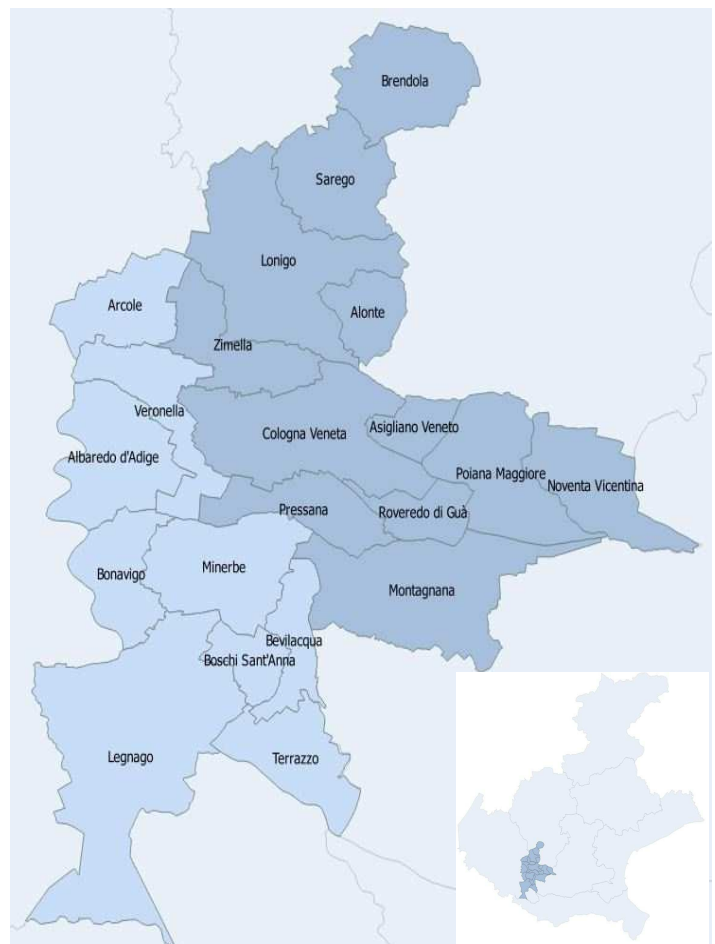 Brendola
Sarego
Lonigo
Arcole
Alonte
Zimella
Veronella
Asigliano Veneto
Cologna Veneta
Albaredo d'Adige
Poiana Maggiore
Noventa Vicentina
Pressana
Roveredo di Guà
Minerbe
Bonavigo
Montagnana
Bevilacqua
Boschi Sant'Anna
Legnago
Terrazzo